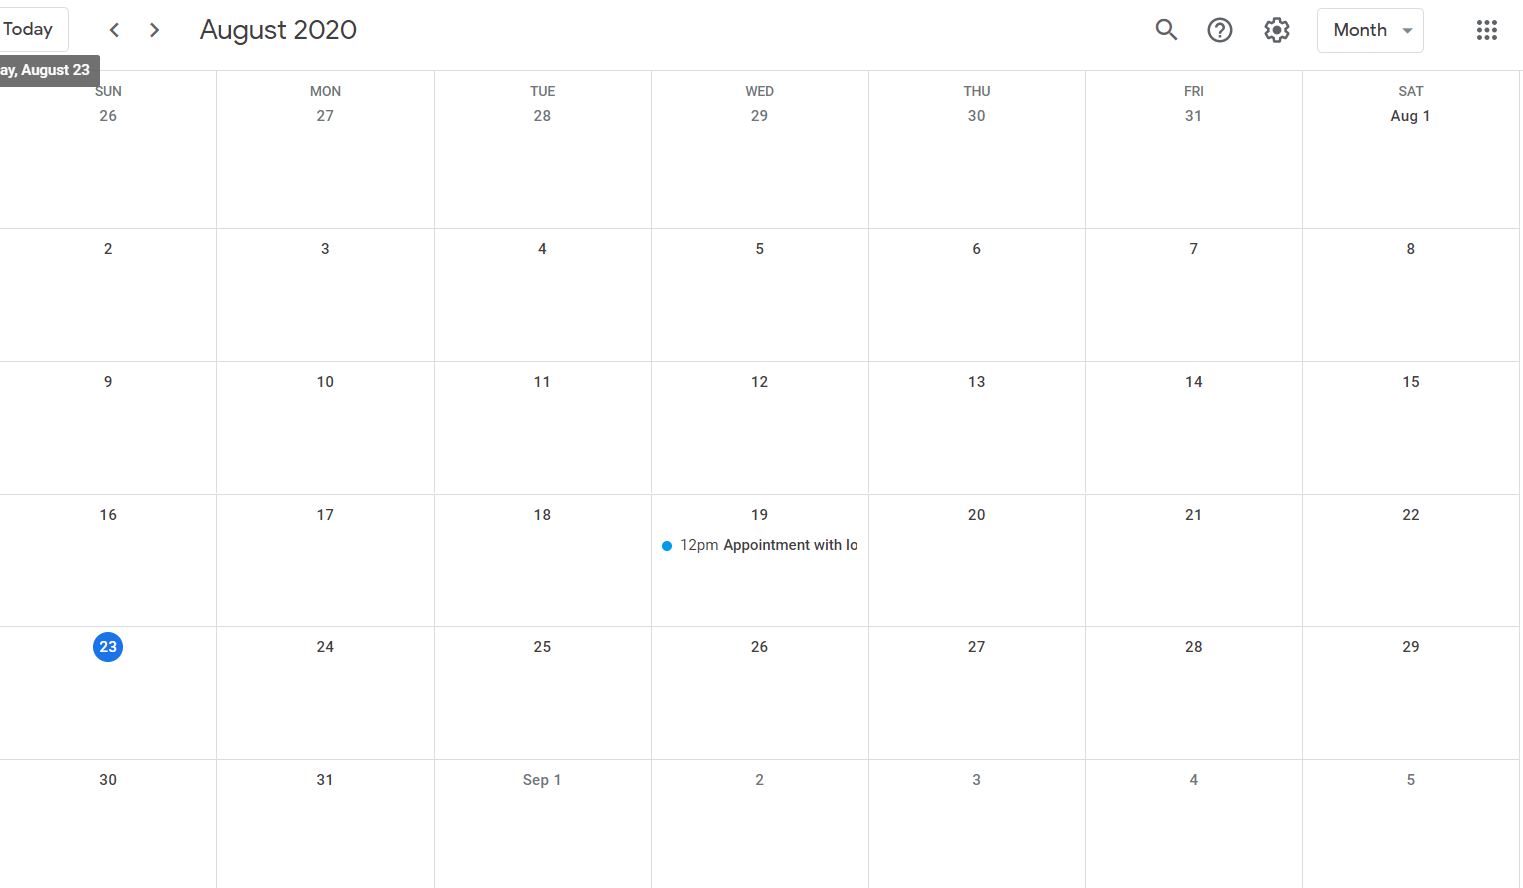 Today
August 2020
Month
ay, August 23
SUN MON TUE WED THU FRI SAT
26 27 28 29 30 31 Aug 1
2 3 4 5 6 7 8
9 10 11 12 13 14 15
16 17 18 19 20 21 22
12pm Appointment with lo
23 24 25 26 27 28 29
30 31 Sep 1 2 3 4 5